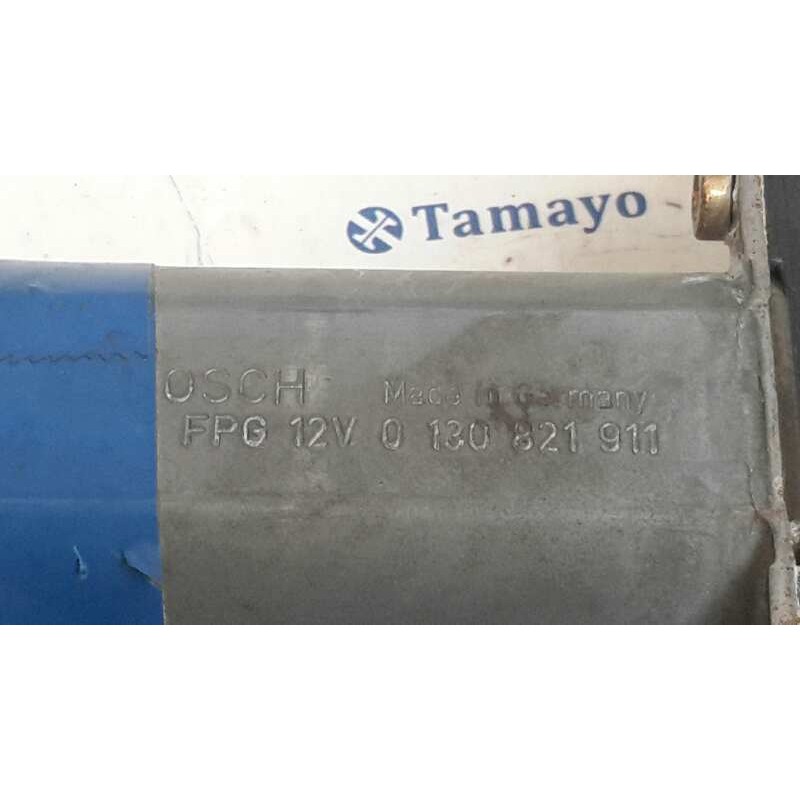 Tamayo
OSCH Made in Germany
FPG 12V 0 130 821 911